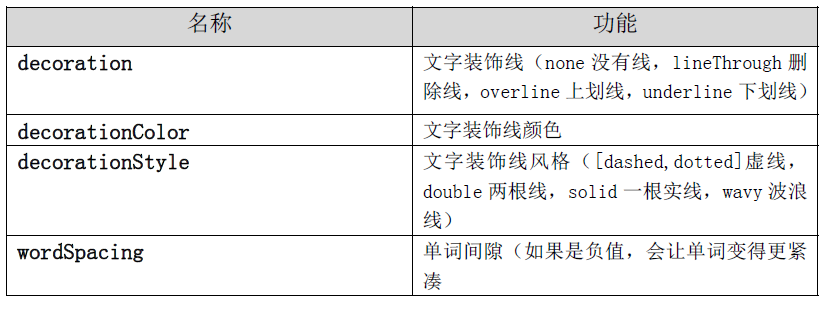 名称 功能
decoration 文字装饰线（none 没有线，lineThrough 删
除线，overline 上划线，underline 下划线）
decorationColor 文字装饰线颜色
decorationStyle 文字装饰线风格（[dashed,dotted]虚线，
double 两根线，solid 一根实线，wavy 波浪
线）
wordSpacing 单词间隙（如果是负值，会让单词变得更紧
凑